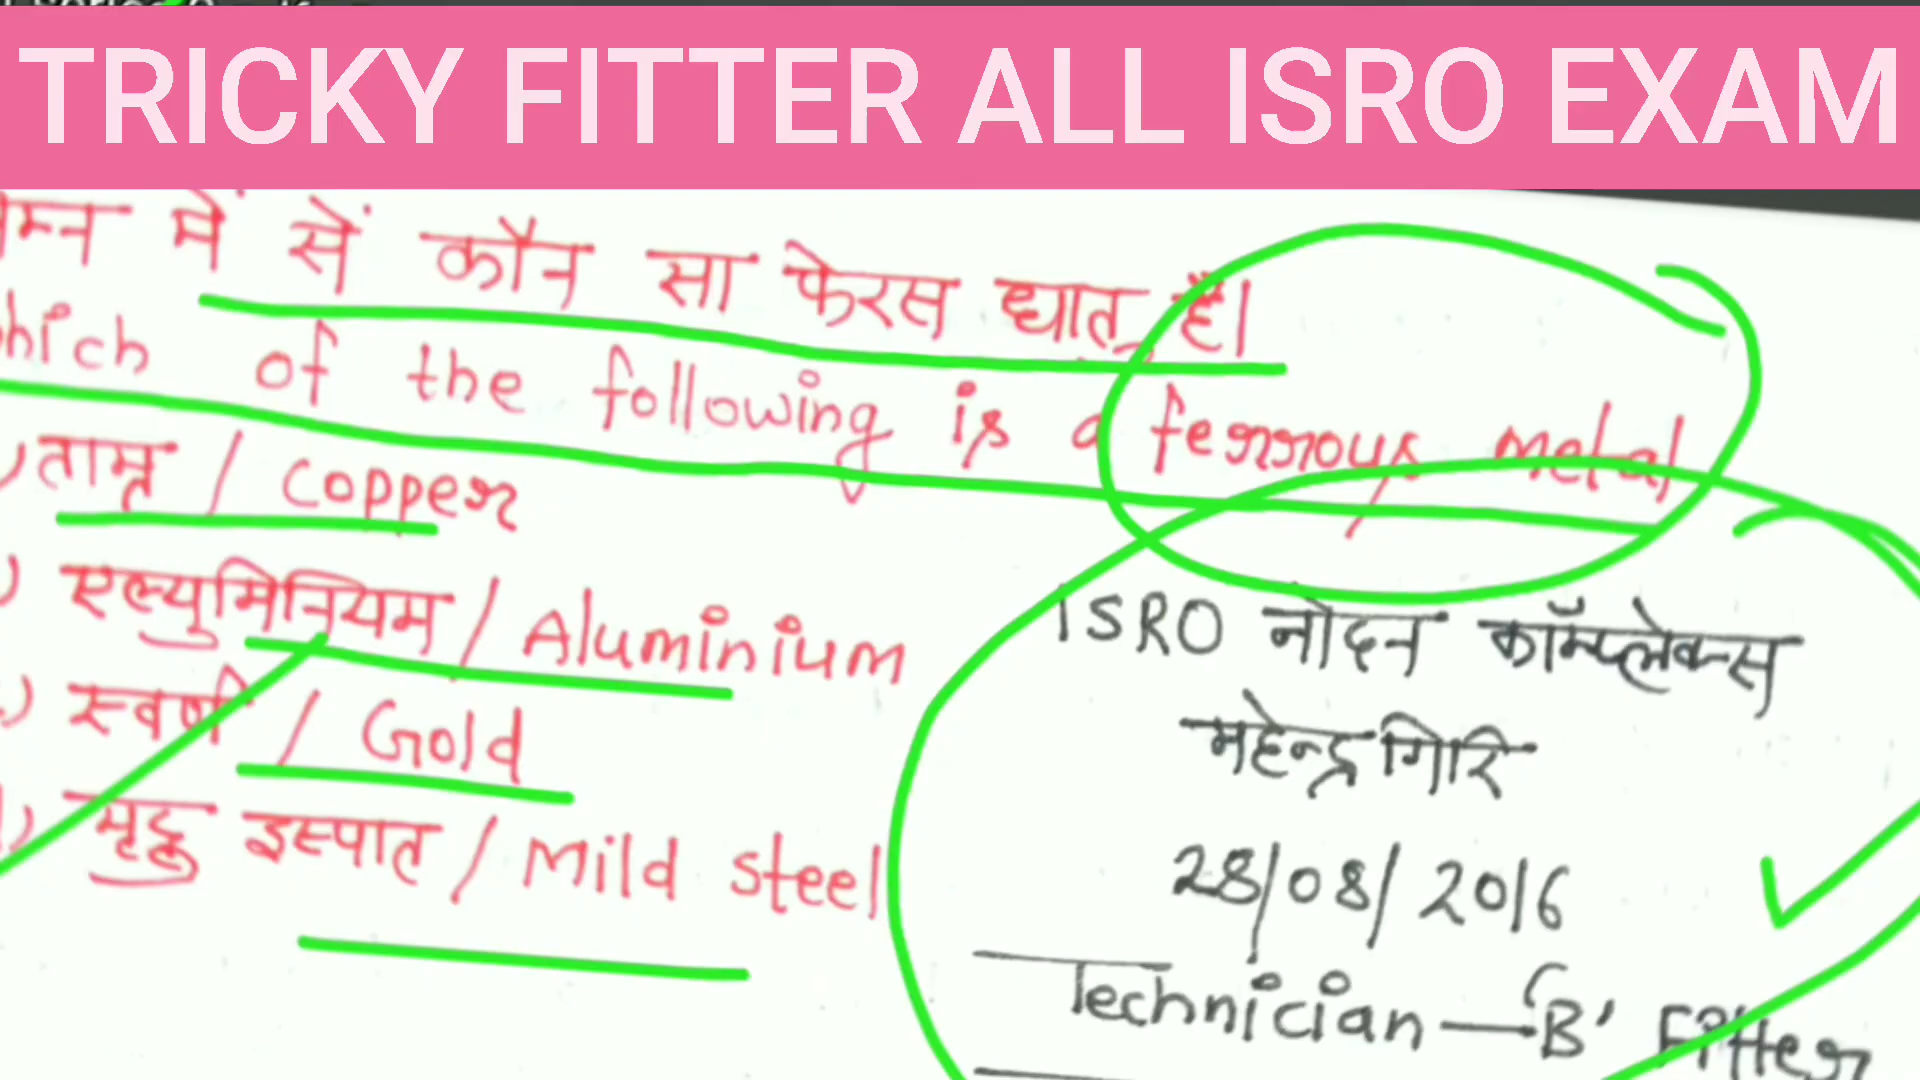 TRICKY FITTER ALL ISRO EXAM
में सें कौन सा फेरस धातु है।
of the following is a ferrous metal
ताम्र / Copper
एल्युमिनियम / Aluminium
स्वर्ण / Gold
मृदु इस्पात / Mild steel
ISRO नोदन कॉम्प्लेक्स
महेन्द्रगिरि
28/08/2016
Technician-'B' Fitter